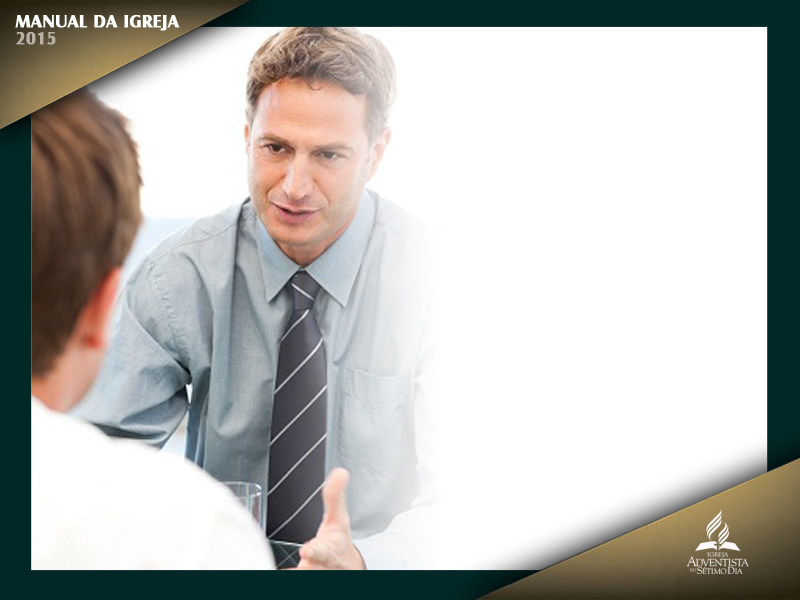 MANUAL DA IGREJA
2015
IGREJA
ADVENTISTA
DO SÉTIMO DIA